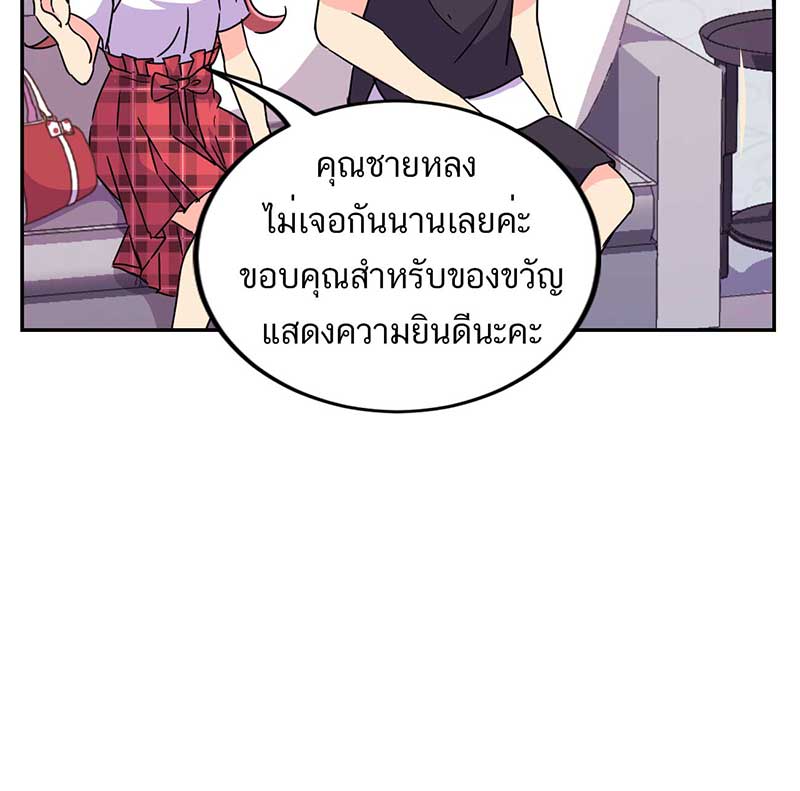 คุณชายหลง
ไม่เจอกันนานเลยค่ะ
ขอบคุณสำหรับของขวัญ
แสดงความยินดีนะคะ